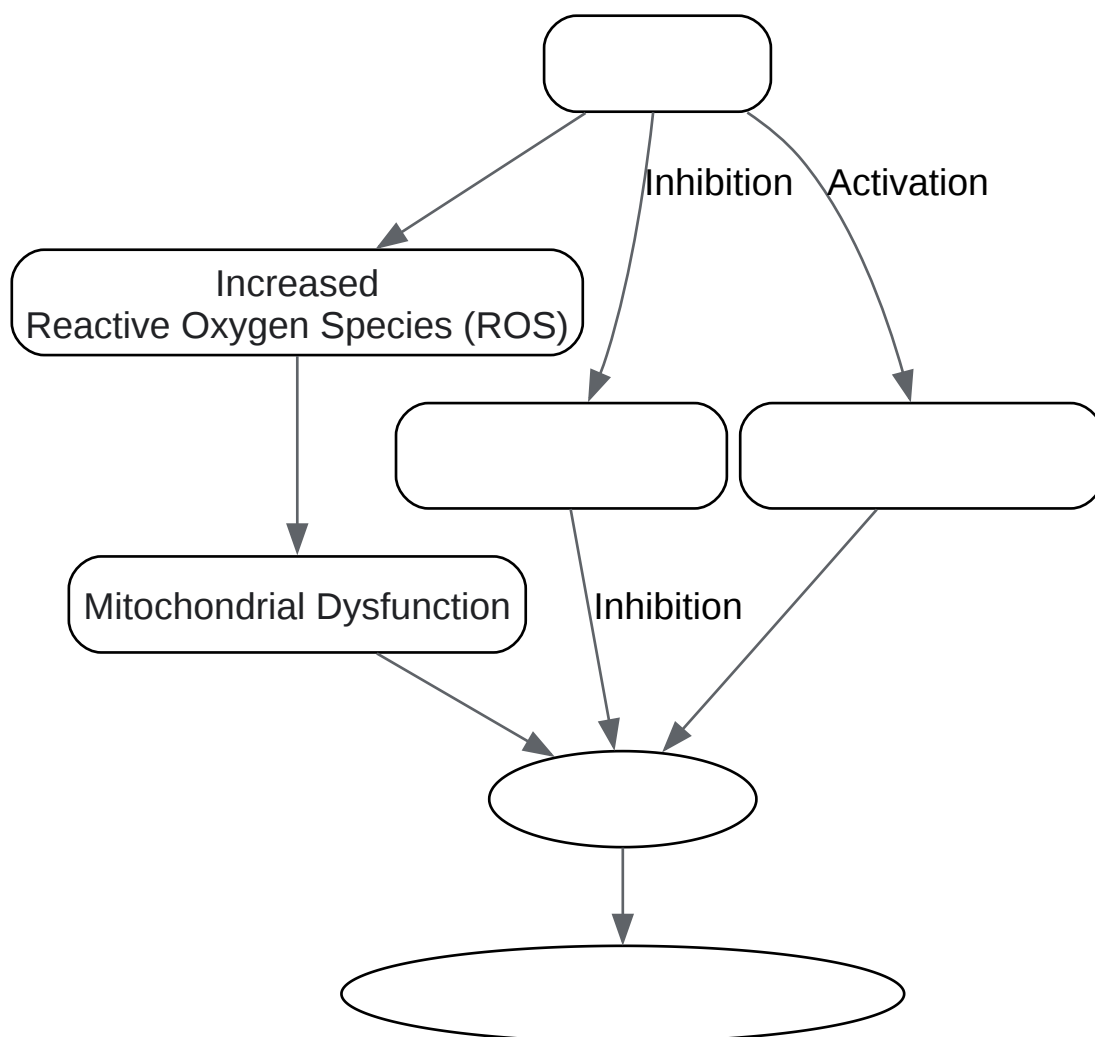 Inhibition
Activation
Increased
Reactive Oxygen Species (ROS)
Mitochondrial Dysfunction
Inhibition